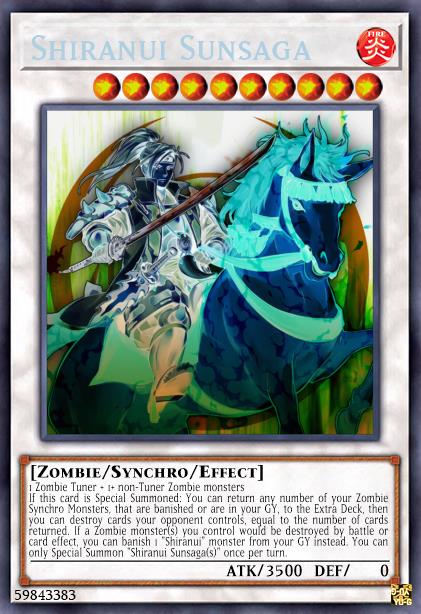 Shiranui Sunsaga
FIRE
炎
[Zombie/Synchro/Effect]
1 Zombie Tuner + 1+ non-Tuner Zombie monsters
If this card is Special Summoned: You can return any number of your Zombie
Synchro Monsters, that are banished or are in your GY, to the Extra Deck, then
you can destroy cards your opponent controls, equal to the number of cards
returned. If a Zombie monster(s) you control would be destroyed by battle or
card effect, you can banish 1 "Shiranui" monster from your GY instead. You can
only Special Summon "Shiranui Sunsaga(s)" once per turn.
ATK/3500 DEF/ 0
59843383